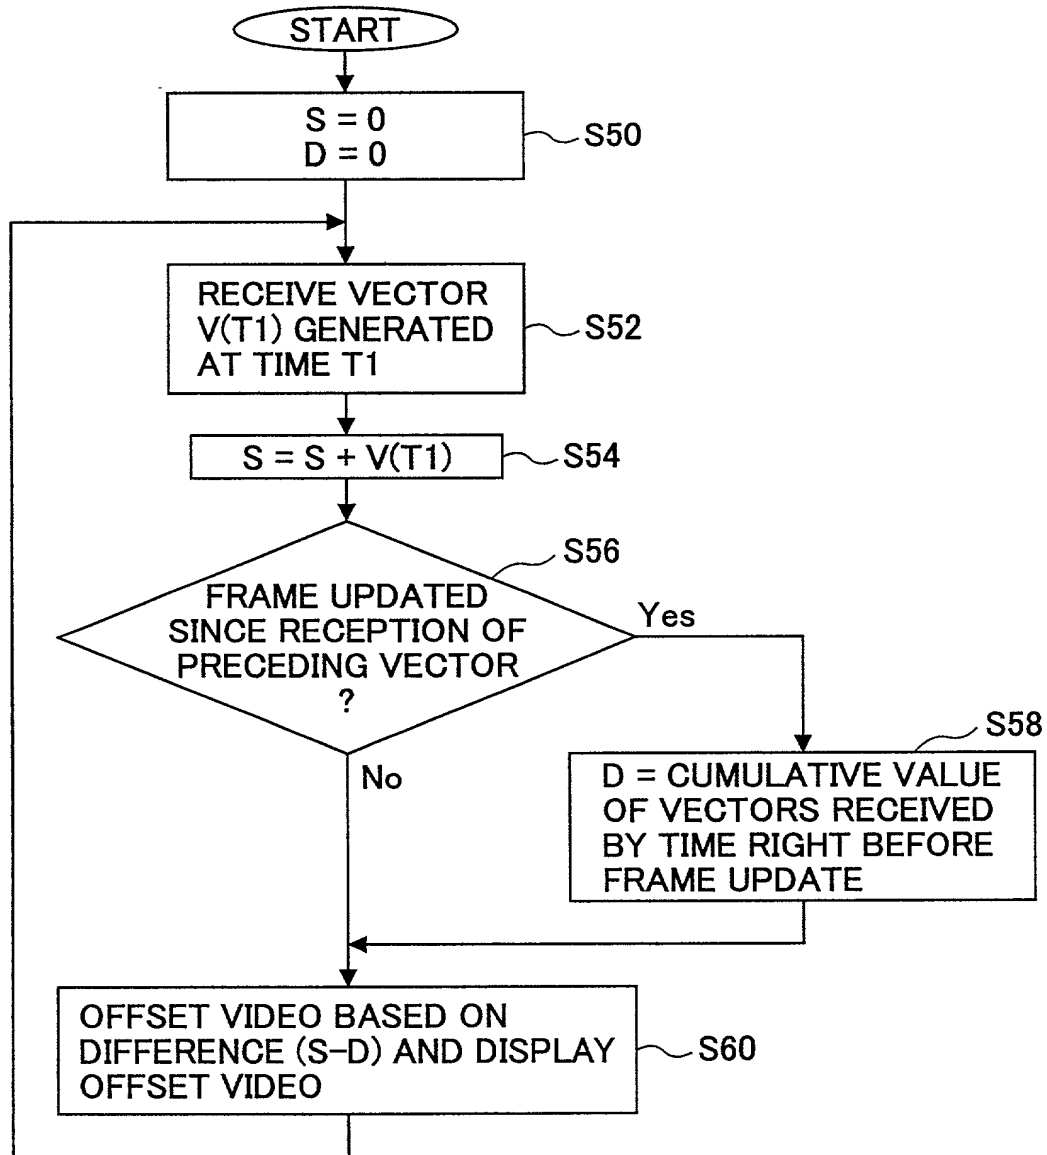 START
S = 0
D = 0
S50
RECEIVE VECTOR
V(T1) GENERATED
AT TIME T1
S52
S = S + V(T1)
S54
S56
FRAME UPDATED
SINCE RECEPTION OF
PRECEDING VECTOR
?
Yes
No
S58
D = CUMULATIVE VALUE
OF VECTORS RECEIVED
BY TIME RIGHT BEFORE
FRAME UPDATE
OFFSET VIDEO BASED ON
DIFFERENCE (S-D) AND DISPLAY
OFFSET VIDEO
S60